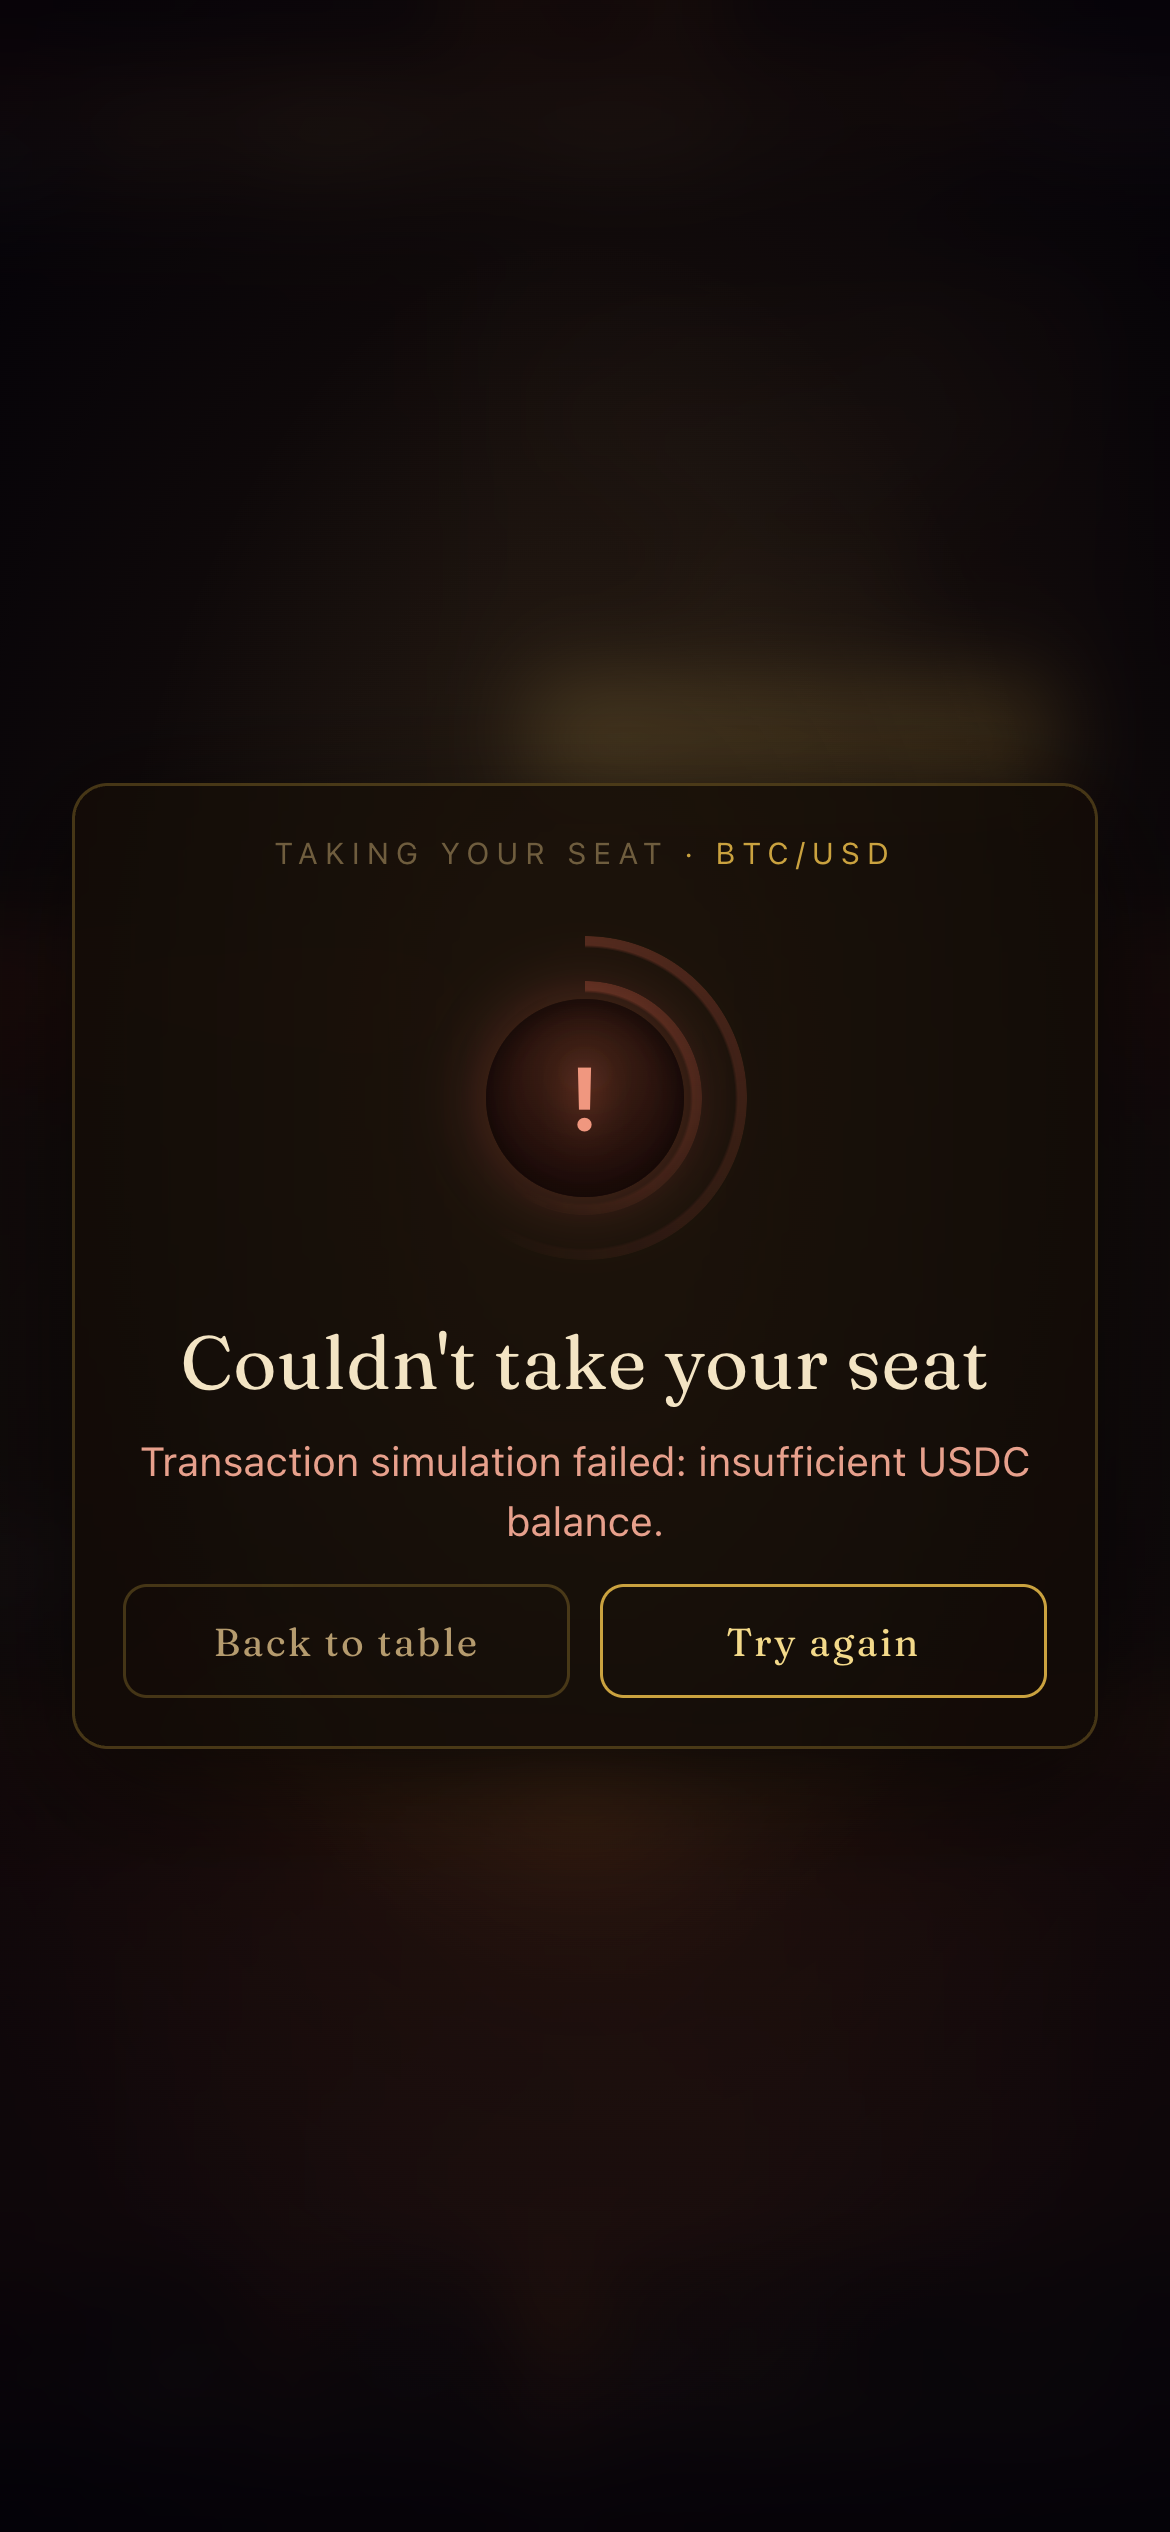 TAKING YOUR SEAT · BTC/USD
!
Couldn't take your seat
Transaction simulation failed: insufficient USDC
balance.
Back to table
Try again